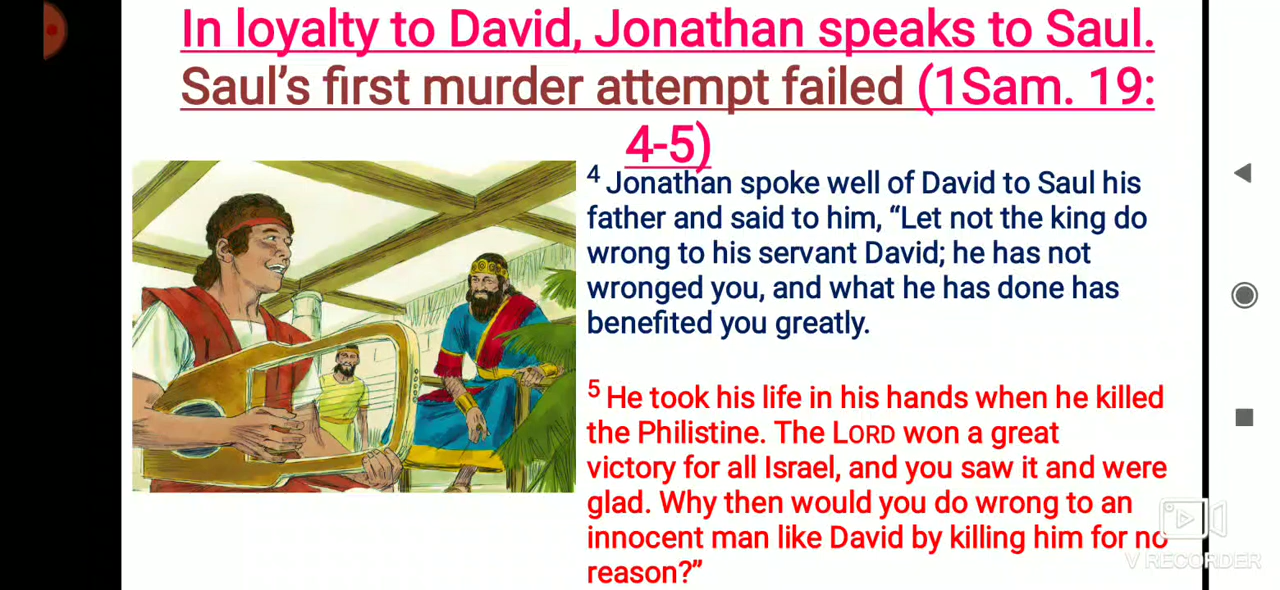 In loyalty to David, Jonathan speaks to Saul.
Saul’s first murder attempt failed (1Sam. 19:
4-5)
4 Jonathan spoke well of David to Saul his
father and said to him, “Let not the king do
wrong to his servant David; he has not
wronged you, and what he has done has
benefited you greatly.
5 He took his life in his hands when he killed
the Philistine. The LORD won a great
victory for all Israel, and you saw it and were
glad. Why then would you do wrong to an
innocent man like David by killing him for no
reason?”
V RECORDER